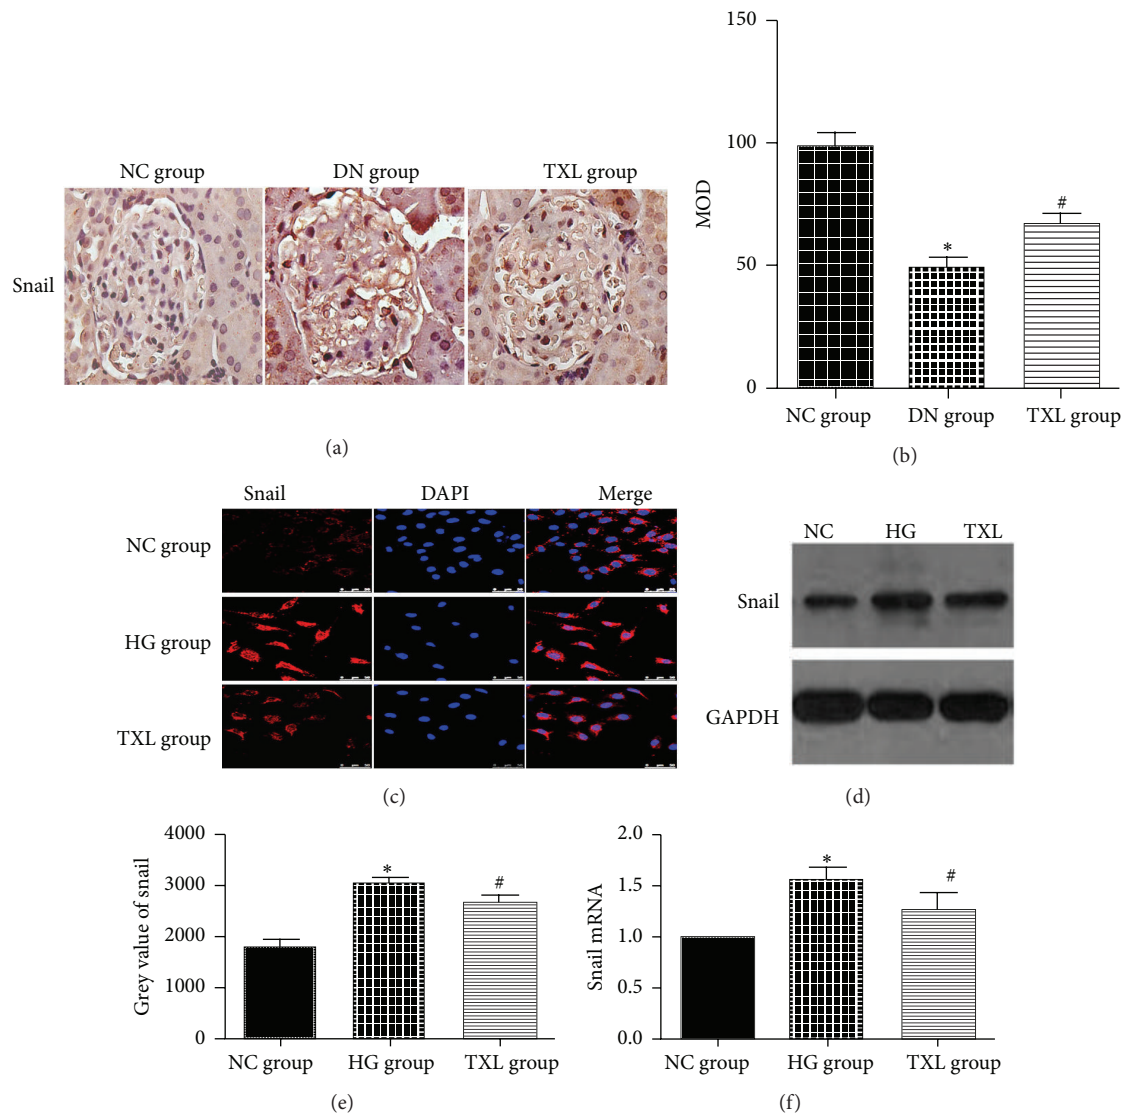 NC group
DN group
TXL group
Snail
(a)
150
100
50
0
MOD
*
#
NC group
DN group
TXL group
(b)
Snail
DAPI
Merge
NC group
HG group
TXL group
(c)
NC
HG
TXL
Snail
GAPDH
(d)
4000
3000
2000
1000
0
Grey value of snail
*
#
NC group
HG group
TXL group
(e)
2.0
1.5
1.0
0.5
0.0
Snail mRNA
*
#
NC group
HG group
TXL group
(f)